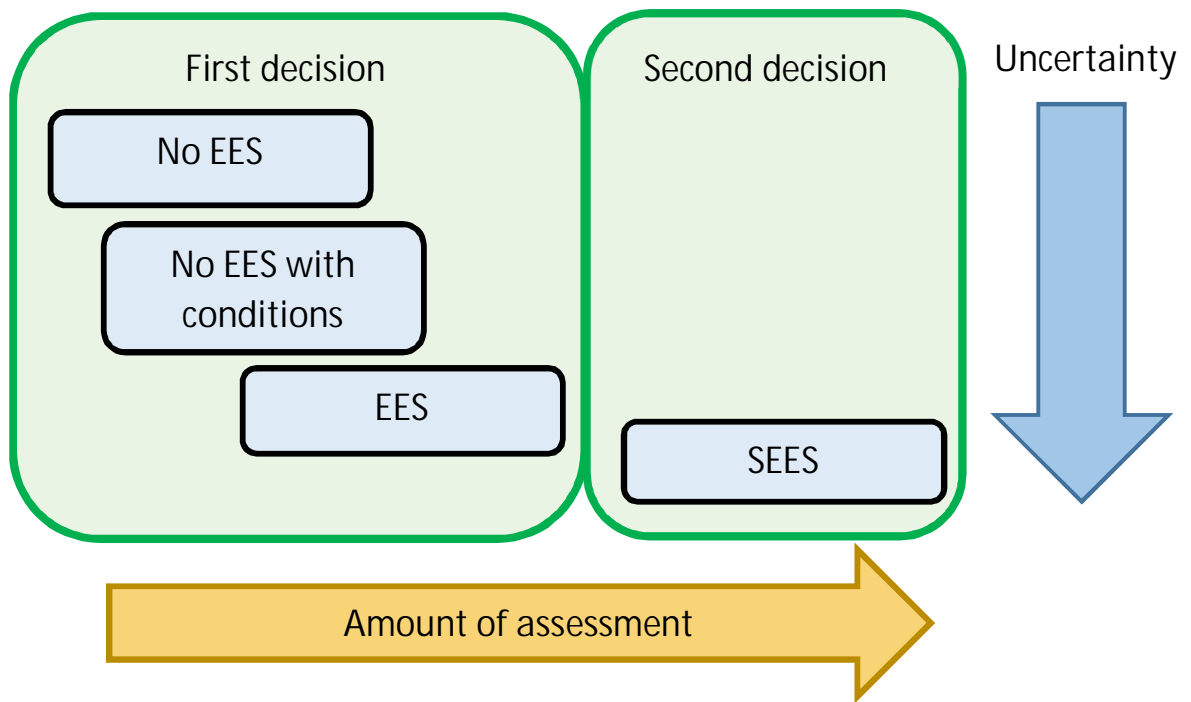 First decision
Second decision
Uncertainty
No EES
No EES with
conditions
EES
SEES
Amount of assessment